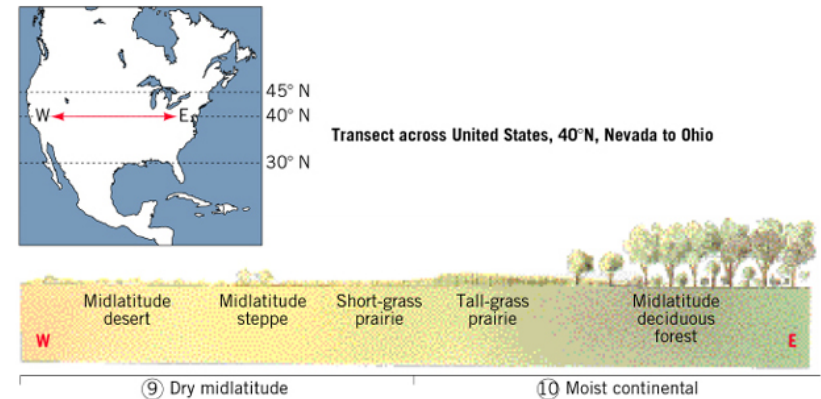 45° N
W E 40° N
Transect across United States, 40°N, Nevada to Ohio
30° N
Midlatitude desert
Midlatitude steppe
Short-grass prairie
Tall-grass prairie
Midlatitude deciduous forest
W E
⑨ Dry midlatitude
⑩ Moist continental